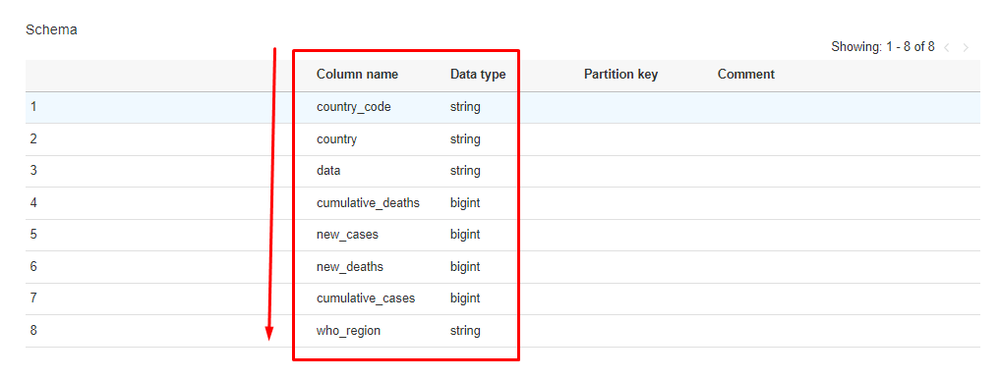 Schema
Showing: 1 - 8 of 8
Column name Data type Partition key Comment
1 country_code string
2 country string
3 data string
4 cumulative_deaths bigint
5 new_cases bigint
6 new_deaths bigint
7 cumulative_cases bigint
8 who_region string